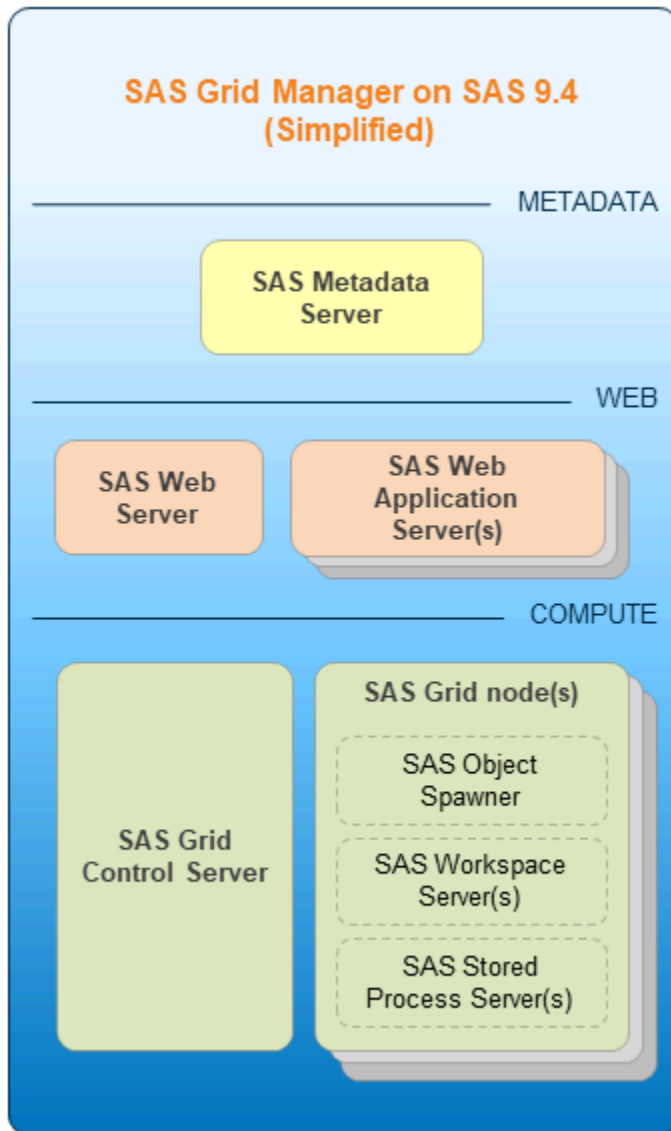 SAS Grid Manager on SAS 9.4
(Simplified)
METADATA
SAS Metadata
Server
WEB
SAS Web
Server
SAS Web
Application
Server(s)
COMPUTE
SAS Grid
Control Server
SAS Grid node(s)
SAS Object
Spawner
SAS Workspace
Server(s)
SAS Stored
Process Server(s)